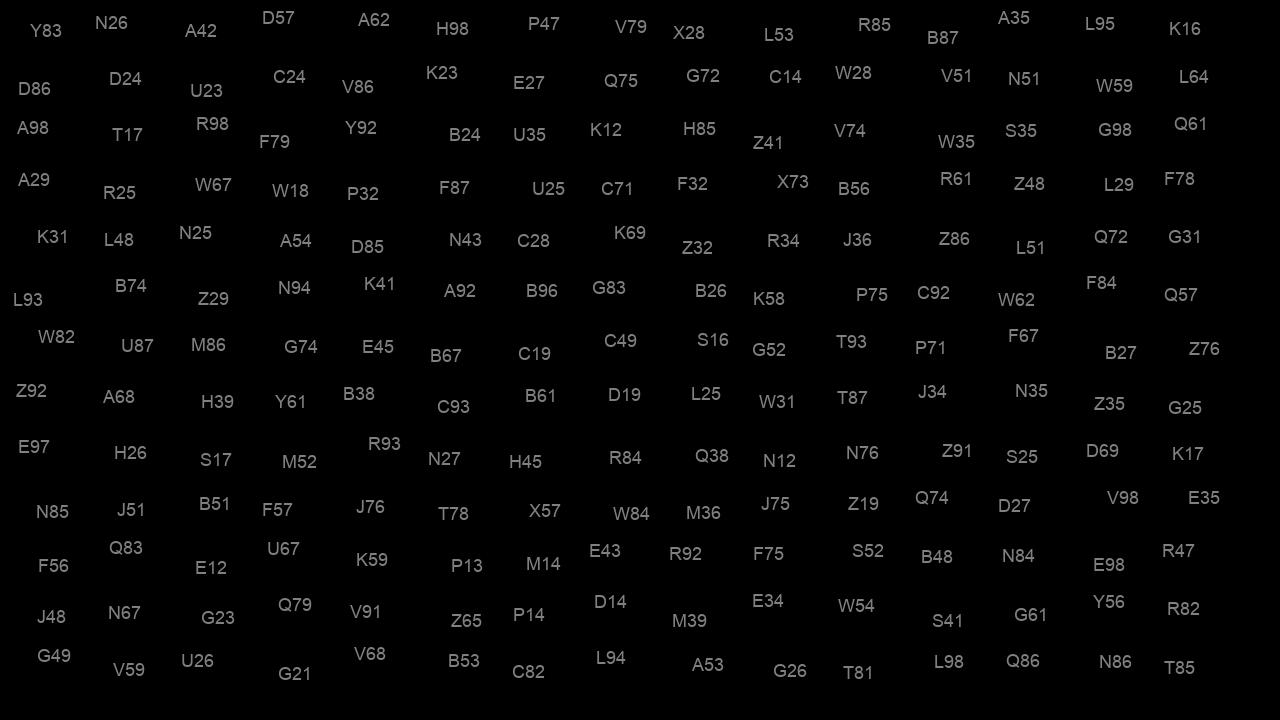 Y83 N26 A42 D57 A62 H98 P47 V79 X28 L53 R85 B87 A35 L95 K16
D86 D24 U23 C24 V86 K23 E27 Q75 G72 C14 W28 V51 N51 W59 L64
A98 T17 R98 F79 Y92 B24 U35 K12 H85 Z41 V74 W35 S35 G98 Q61
A29 R25 W67 W18 P32 F87 U25 C71 F32 X73 B56 R61 Z48 L29 F78
K31 L48 N25 A54 D85 N43 C28 K69 Z32 R34 J36 Z86 L51 Q72 G31
L93 B74 Z29 N94 K41 A92 B96 G83 B26 K58 P75 C92 W62 F84 Q57
W82 U87 M86 G74 E45 B67 C19 C49 S16 G52 T93 P71 F67 B27 Z76
Z92 A68 H39 Y61 B38 C93 B61 D19 L25 W31 T87 J34 N35 Z35 G25
E97 H26 S17 M52 R93 N27 H45 R84 Q38 N12 N76 Z91 S25 D69 K17
N85 J51 B51 F57 J76 T78 X57 W84 M36 J75 Z19 Q74 D27 V98 E35
F56 Q83 E12 U67 K59 P13 M14 E43 R92 F75 S52 B48 N84 E98 R47
J48 N67 G23 Q79 V91 Z65 P14 D14 M39 E34 W54 S41 G61 Y56 R82
G49 V59 U26 G21 V68 B53 C82 L94 A53 G26 T81 L98 Q86 N86 T85